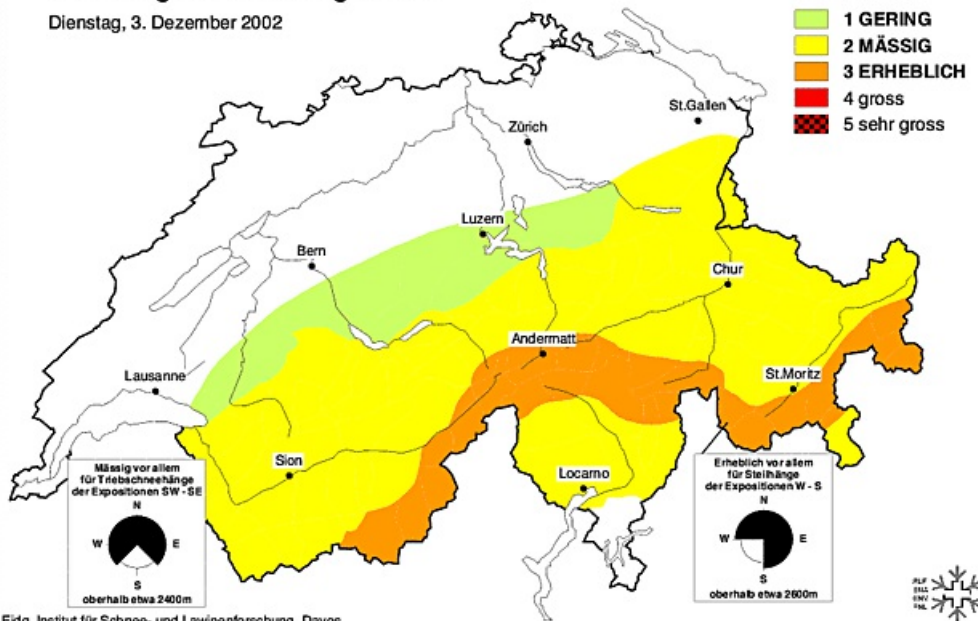 Dienstag, 3. Dezember 2002
1 GERING
2 MÄSSIG
3 ERHEBLICH
4 gross
5 sehr gross
St.Gallen
Zürich
Luzern
Bern
Chur
Andermatt
Lausanne
St.Moritz
Sion
Locarno
Mässig vor allem
für Triebschneehänge
der Expositionen SW - SE
N
W E
S
oberhalb etwa 2400m
Erheblich vor allem
für Steilhänge
der Expositionen W - S
N
W E
S
oberhalb etwa 2600m
SLF
Eidg. Institut für Schnee- und Lawinenforschung, Davos